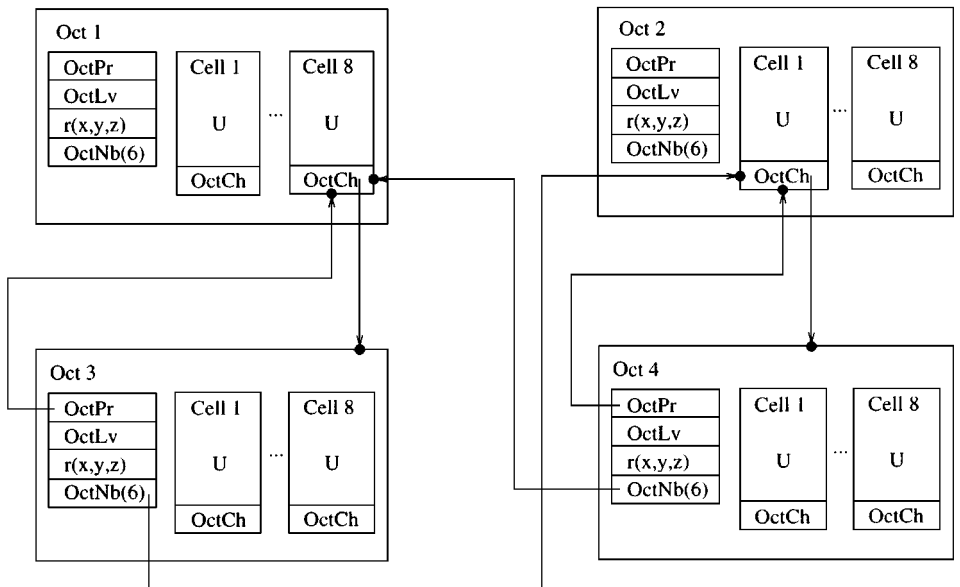 Oct 1
OctPr
OctLv
r(x,y,z)
OctNb(6)
Cell 1
U
OctCh
...
Cell 8
U
OctCh
Oct 2
OctPr
OctLv
r(x,y,z)
OctNb(6)
Cell 1
U
OctCh
...
Cell 8
U
OctCh
Oct 3
OctPr
OctLv
r(x,y,z)
OctNb(6)
Cell 1
U
OctCh
...
Cell 8
U
OctCh
Oct 4
OctPr
OctLv
r(x,y,z)
OctNb(6)
Cell 1
U
OctCh
...
Cell 8
U
OctCh